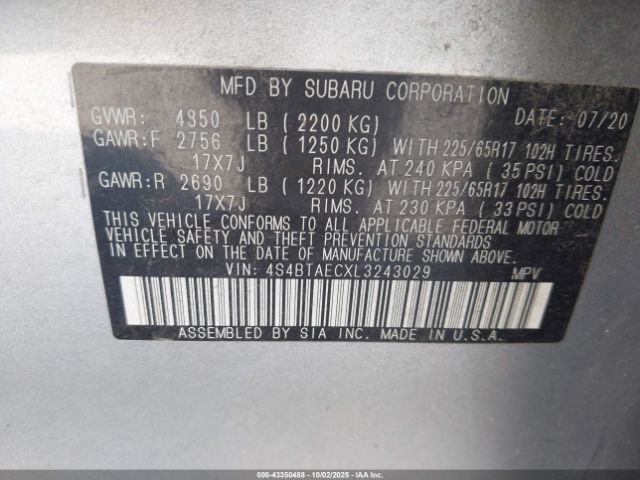 MFD BY SUBARU CORPORATION
GVWR: 4850 LB ( 2200 KG) DATE: 07/20
GAWR:F 2756 LB ( 1250 KG) WITH 225/65R17 102H TIRES.
17X7J RIMS. AT 240 KPA ( 35 PSI) COLD
GAWR:R 2690 LB ( 1220 KG) WITH 225/65R17 102H TIRES.
17X7J RIMS. AT 230 KPA ( 33 PSI) COLD
THIS VEHICLE CONFORMS TO ALL APPLICABLE FEDERAL MOTOR
VEHICLE SAFETY AND THEFT PREVENTION STANDARDS
IN EFFECT ON THE DATE OF MANUFACTURE SHOWN ABOVE.
VIN: 4S4BTAECXL3243029 MPV
ASSEMBLED BY SIA INC. MADE IN U.S.A.
000-43350488 10/02/2025 IAAI.com